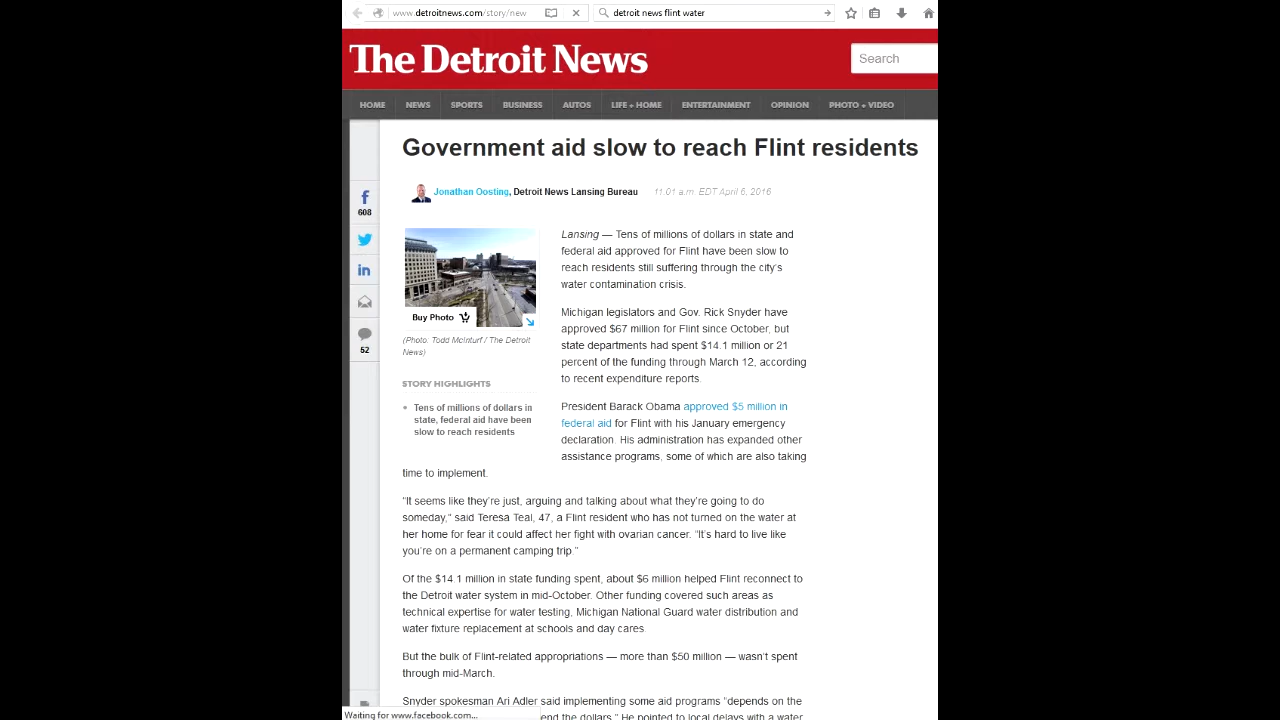 www.detroitnews.com/story/new
detroit news flint water
The Detroit News
Search
HOME NEWS SPORTS BUSINESS AUTOS LIFE + HOME ENTERTAINMENT OPINION PHOTO + VIDEO
Government aid slow to reach Flint residents
Jonathan Oosting, Detroit News Lansing Bureau 11:01 a.m. EDT April 6, 2016
608
52
Buy Photo
(Photo: Todd McInturf / The Detroit
News)
STORY HIGHLIGHTS
Tens of millions of dollars in
state, federal aid have been
slow to reach residents
Lansing — Tens of millions of dollars in state and
federal aid approved for Flint have been slow to
reach residents still suffering through the city's
water contamination crisis.
Michigan legislators and Gov. Rick Snyder have
approved $67 million for Flint since October, but
state departments had spent $14.1 million or 21
percent of the funding through March 12, according
to recent expenditure reports.
President Barack Obama approved $5 million in
federal aid for Flint with his January emergency
declaration. His administration has expanded other
assistance programs, some of which are also taking
time to implement.
"It seems like they're just, arguing and talking about what they're going to do
someday," said Teresa Teal, 47, a Flint resident who has not turned on the water at
her home for fear it could affect her fight with ovarian cancer. "It's hard to live like
you're on a permanent camping trip."
Of the $14.1 million in state funding spent, about $6 million helped Flint reconnect to
the Detroit water system in mid-October. Other funding covered such areas as
technical expertise for water testing, Michigan National Guard water distribution and
water fixture replacement at schools and day cares.
But the bulk of Flint-related appropriations — more than $50 million — wasn't spent
through mid-March.
Snyder spokesman Ari Adler said implementing some aid programs "depends on the
end the dollars." He pointed to local delays with a water
Waiting for www.facebook.com...